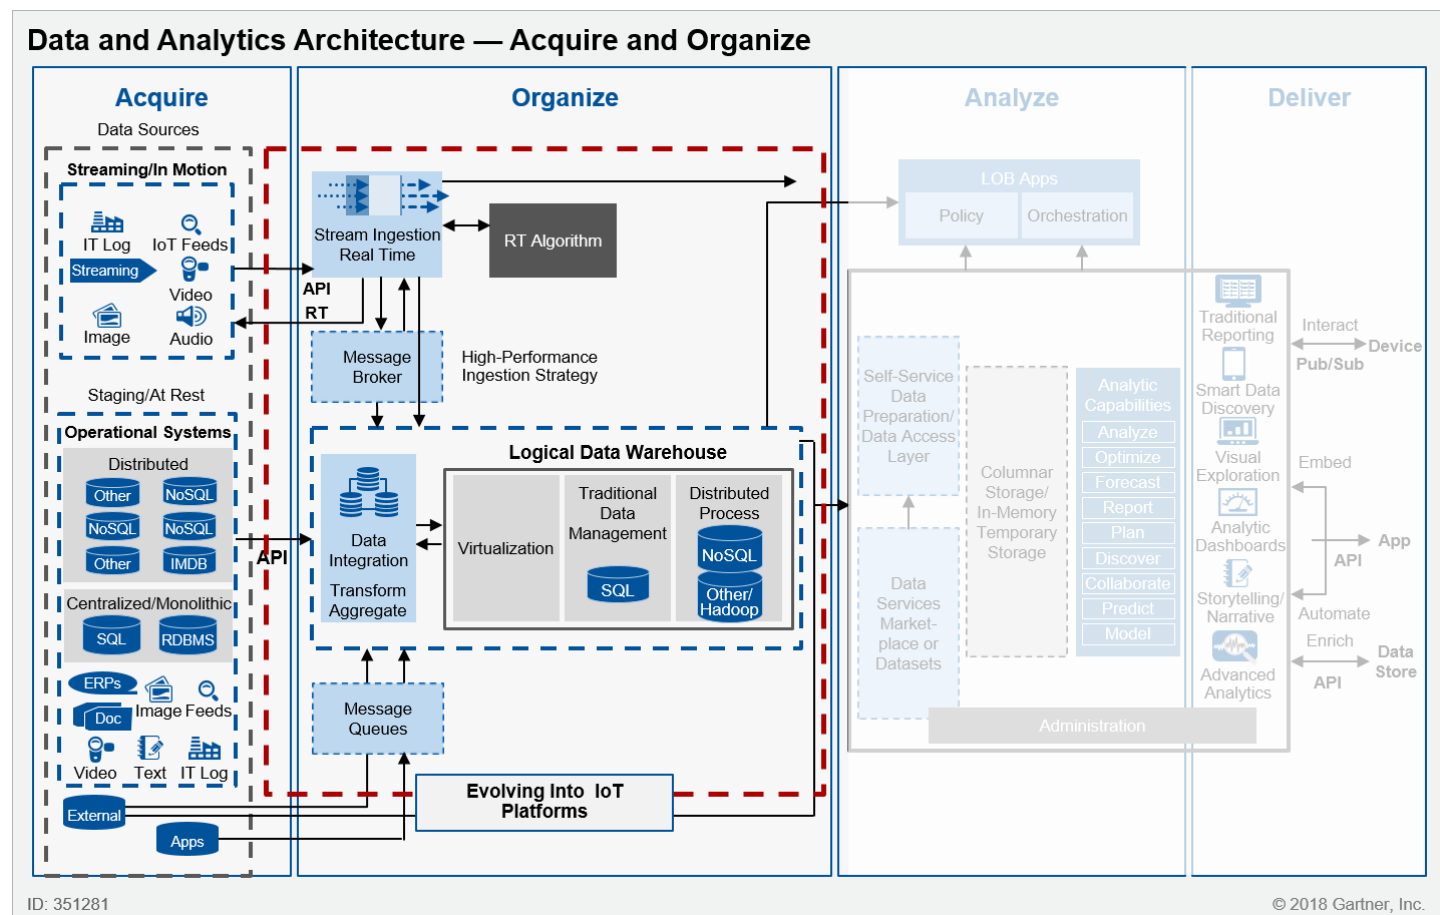 Data and Analytics Architecture — Acquire and Organize
Acquire
Organize
Analyze
Deliver
Data Sources
Streaming/In Motion
IT Log
IoT Feeds
Streaming
Video
Image
Audio
API
RT
Stream Ingestion
Real Time
RT Algorithm
Message
Broker
High-Performance
Ingestion Strategy
Staging/At Rest
Operational Systems
Distributed
Other
NoSQL
NoSQL
NoSQL
Other
IMDB
Centralized/Monolithic
SQL
RDBMS
ERPs
Doc
Image
Feeds
Video
Text
IT Log
External
Apps
API
Logical Data Warehouse
Data
Integration
Transform
Aggregate
Virtualization
Traditional
Data
Management
SQL
Distributed
Process
NoSQL
Other/
Hadoop
Message
Queues
Evolving Into IoT
Platforms
LOB Apps
Policy
Orchestration
Self-Service
Data
Preparation/
Data Access
Layer
Data
Services
Market-
place or
Datasets
Columnar
Storage/
In-Memory
Temporary
Storage
Analytic
Capabilities
Analyze
Optimize
Forecast
Report
Plan
Discover
Collaborate
Predict
Model
Administration
Traditional
Reporting
Smart Data
Discovery
Visual
Exploration
Analytic
Dashboards
Storytelling/
Narrative
Advanced
Analytics
Interact
Pub/Sub
Device
Embed
API
App
Automate
Enrich
API
Data
Store
ID: 351281
© 2018 Gartner, Inc.